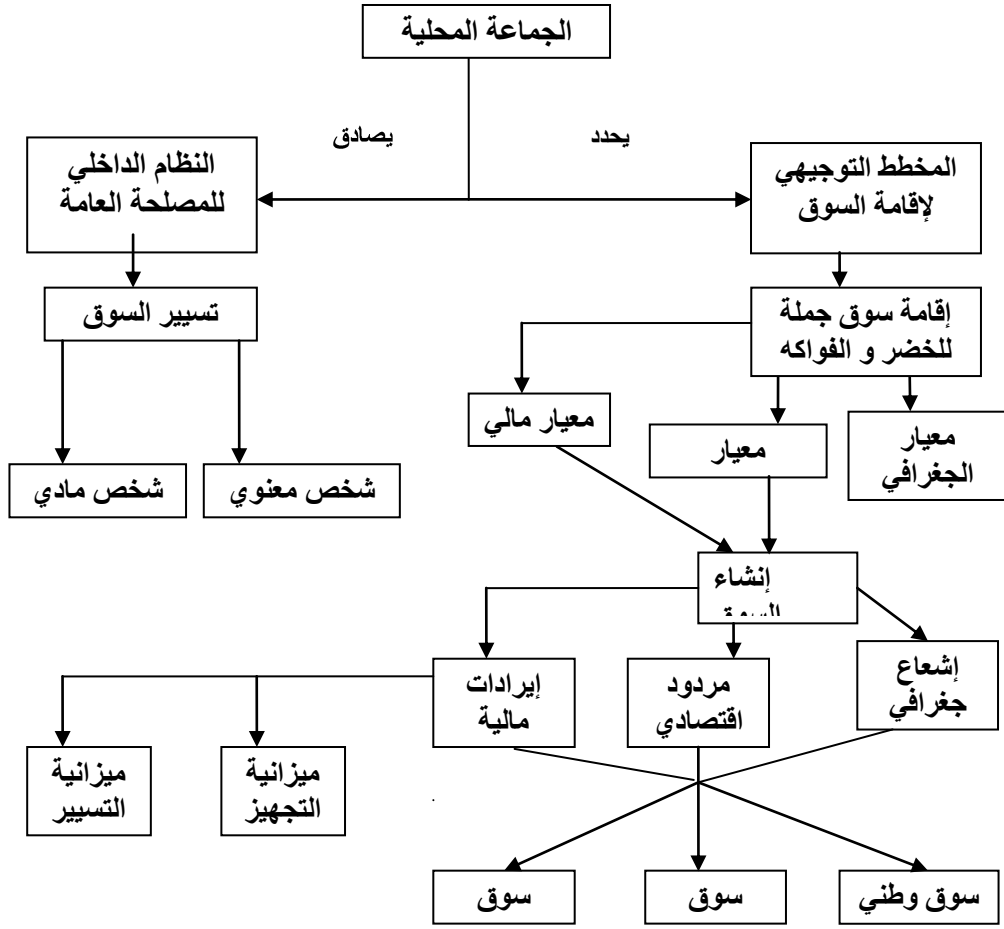 الجماعة المحلية
يحدد
يصادق
المخطط التوجيهي
لإقامة السوق
النظام الداخلي
للمصلحة العامة
إقامة سوق جملة
للخضر و الفواكه
تسيير السوق
معيار مالي
معيار
معيار
الجغرافي
شخص معنوي
شخص مادي
إنشاء
إشعاع
جغرافي
مردود
اقتصادي
إيرادات
مالية
ميزانية
التجهيز
ميزانية
التسيير
سوق وطني
سوق
سوق